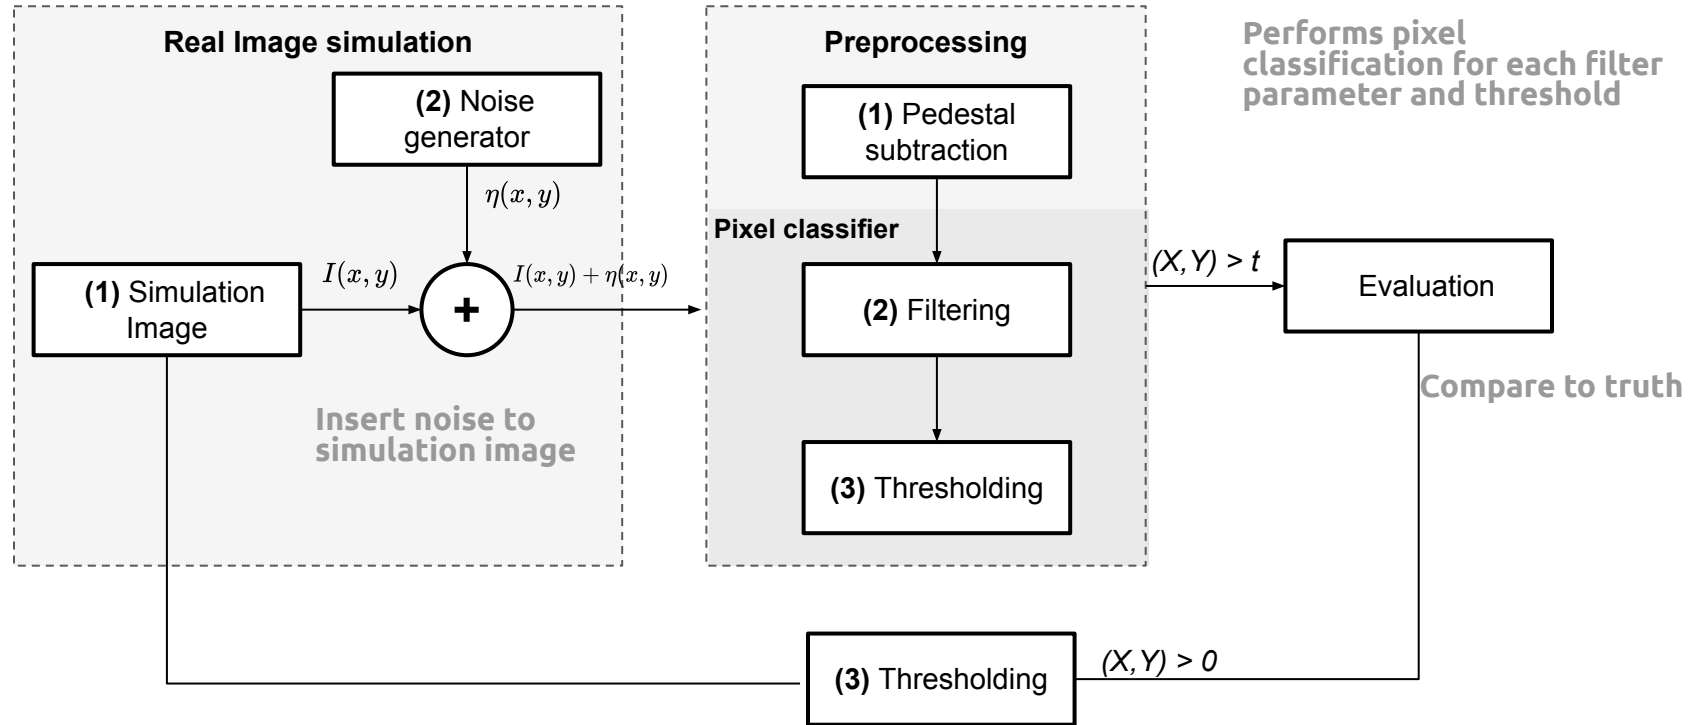 Real Image simulation
(2) Noise
generator
η(x, y)
I(x, y)
I(x, y) + η(x, y)
(1) Simulation
Image
+
Insert noise to
simulation image
Preprocessing
(1) Pedestal
subtraction
Pixel classifier
(2) Filtering
(3) Thresholding
Performs pixel
classification for each filter
parameter and threshold
(X,Y) > t
Evaluation
Compare to truth
(3) Thresholding
(X,Y) > 0